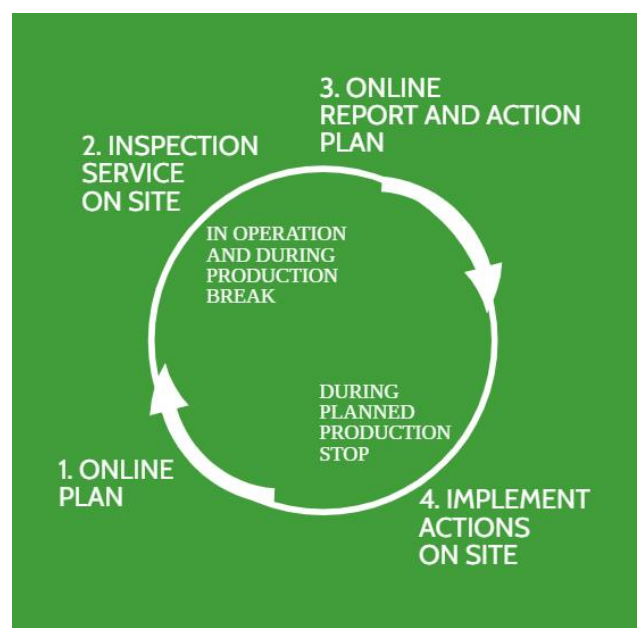 3. ONLINE
REPORT AND ACTION
PLAN
2. INSPECTION
SERVICE
ON SITE
IN OPERATION
AND DURING
PRODUCTION
BREAK
DURING
PLANNED
PRODUCTION
STOP
1. ONLINE
PLAN
4. IMPLEMENT
ACTIONS
ON SITE